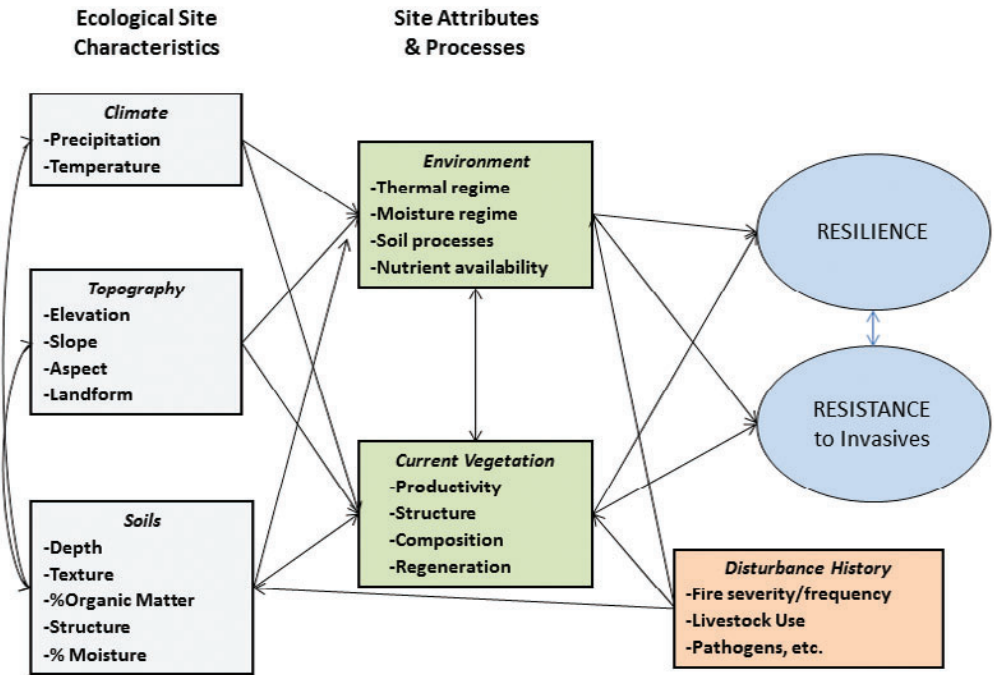 Ecological Site
Characteristics
Site Attributes
& Processes
Climate
-Precipitation
-Temperature
Topography
-Elevation
-Slope
-Aspect
-Landform
Soils
-Depth
-Texture
-%Organic Matter
-Structure
-% Moisture
Environment
-Thermal regime
-Moisture regime
-Soil processes
-Nutrient availability
Current Vegetation
-Productivity
-Structure
-Composition
-Regeneration
RESILIENCE
RESISTANCE
to Invasives
Disturbance History
-Fire severity/frequency
-Livestock Use
-Pathogens, etc.